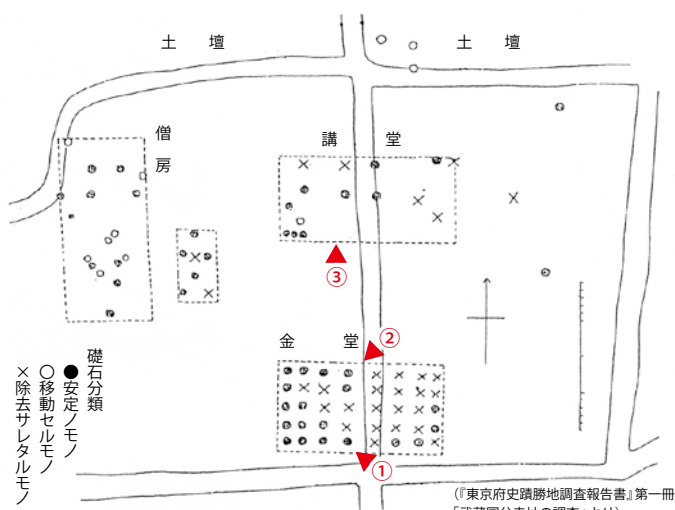 土壇
土壇
僧房
講堂
③
金堂
②
①
礎石分類
●安定ノモノ
○移動セルモノ
×除去サレタルモノ
(『東京府史蹟勝地調査報告書』第一冊